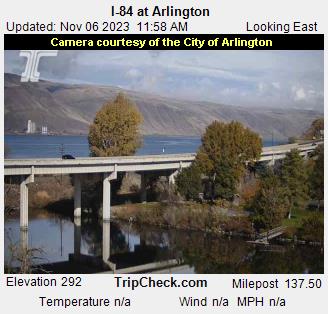 I-84 at Arlington
Updated: Nov 06 2023 11:58 AM Looking East
Camera courtesy of the City of Arlington
Elevation 292 TripCheck.com Milepost 137.50
Temperature n/a Wind n/a MPH n/a